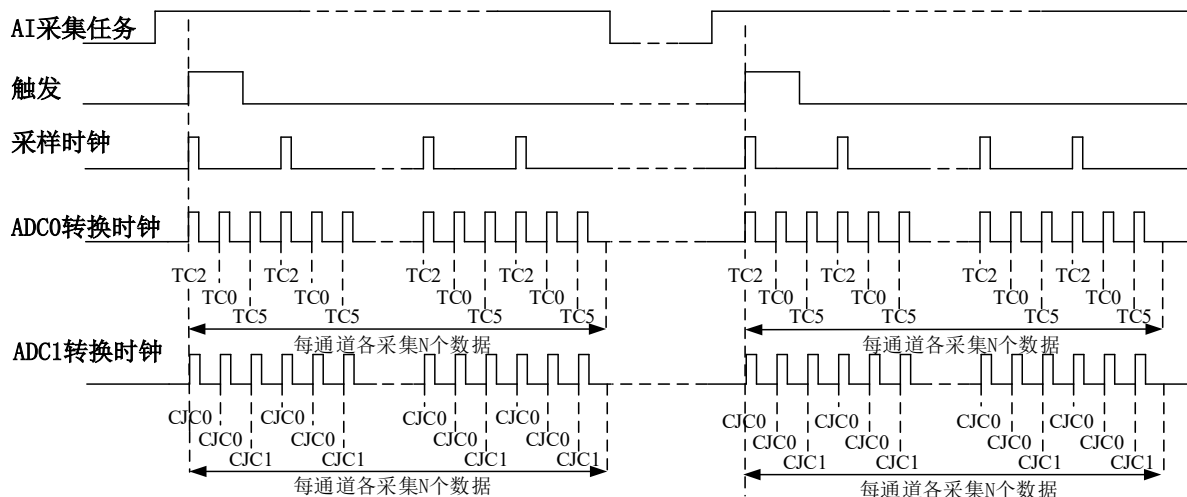 AI采集任务
触发
采样时钟
ADC0转换时钟
TC2 TC2 TC2 TC2 TC2 TC2 TC2 TC2
TC0 TC0 TC0 TC0 TC0 TC0 TC0 TC0
TC5 TC5 TC5 TC5 TC5 TC5 TC5 TC5
每通道各采集N个数据 每通道各采集N个数据
ADC1转换时钟
CJC0 CJC0 CJC0 CJC0 CJC0 CJC0 CJC0 CJC0
CJC0 CJC0 CJC0 CJC0 CJC0 CJC0 CJC0 CJC0
CJC1 CJC1 CJC1 CJC1 CJC1 CJC1 CJC1 CJC1
每通道各采集N个数据 每通道各采集N个数据